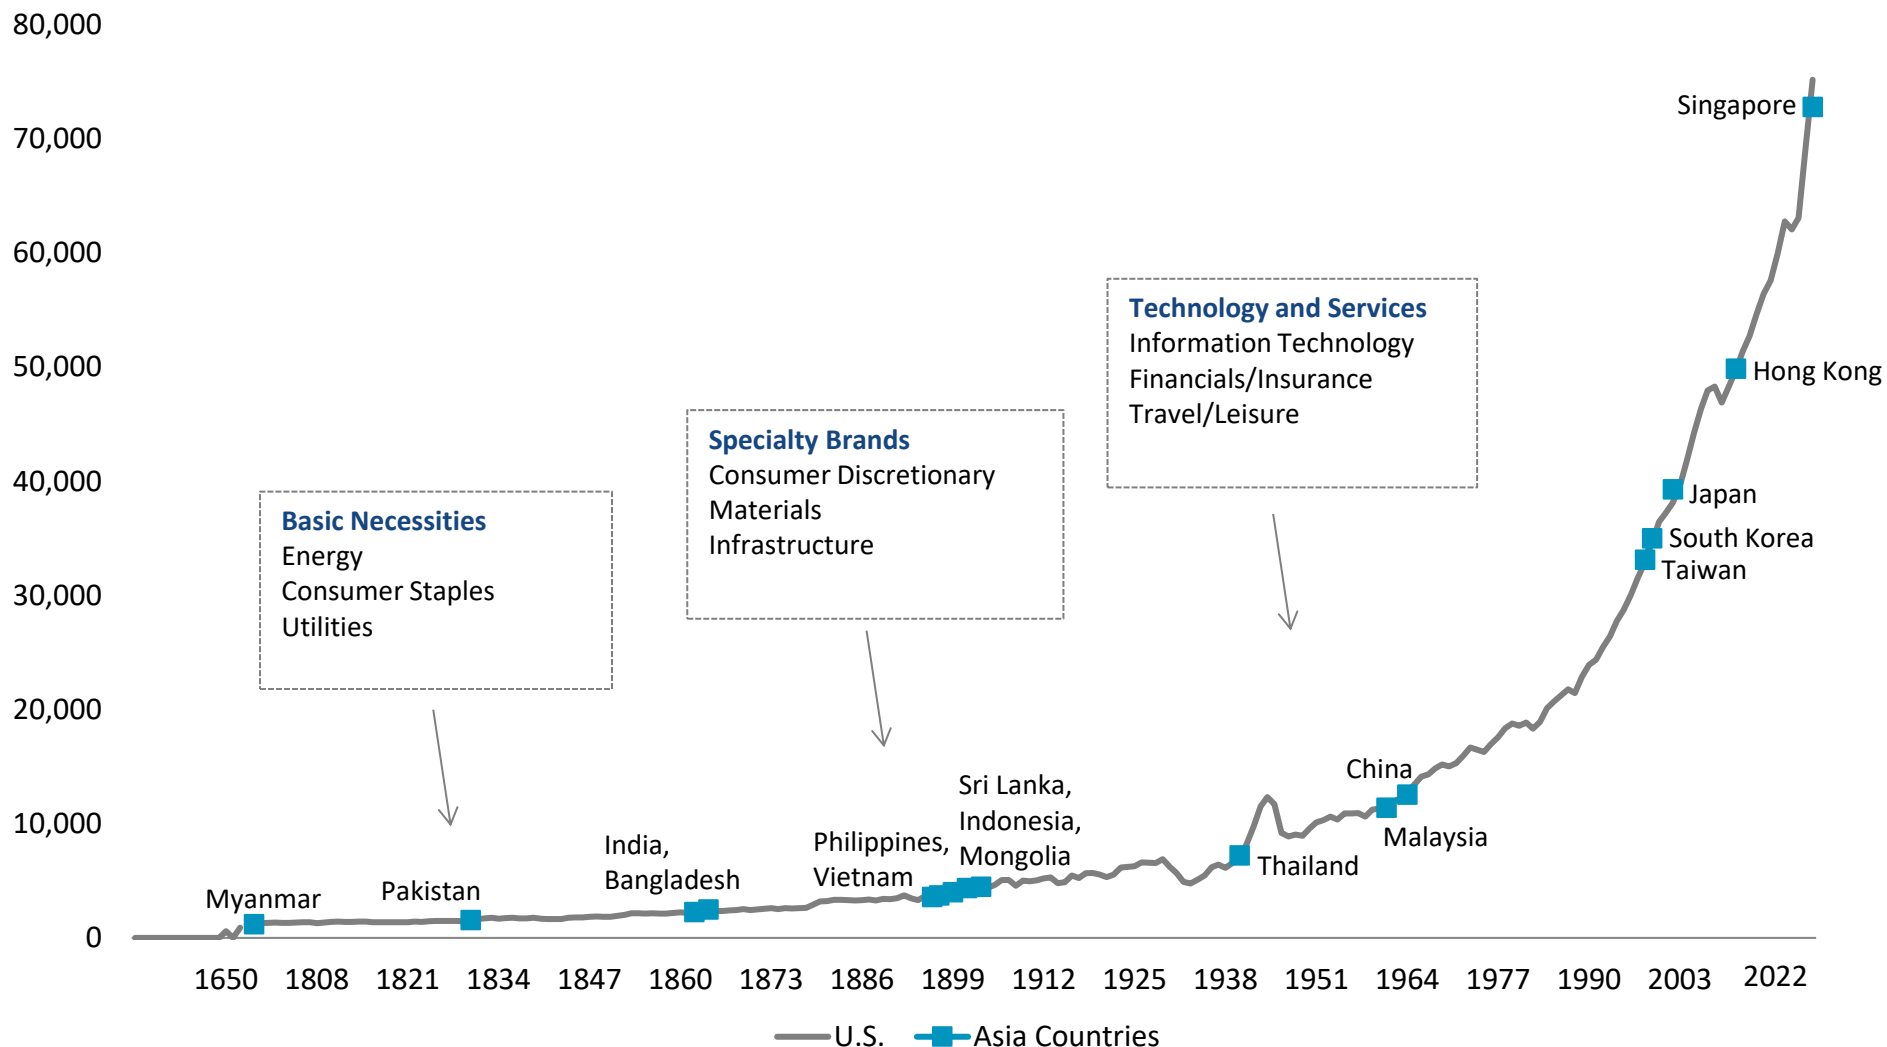 80,000
70,000
60,000
50,000
40,000
30,000
20,000
10,000
0
Singapore
Hong Kong
Japan
South Korea
Taiwan
Technology and Services
Information Technology
Financials/Insurance
Travel/Leisure
Specialty Brands
Consumer Discretionary
Materials
Infrastructure
Basic Necessities
Energy
Consumer Staples
Utilities
Myanmar
Pakistan
India,
Bangladesh
Philippines,
Vietnam
Sri Lanka,
Indonesia,
Mongolia
Thailand
China
Malaysia
1650 1808 1821 1834 1847 1860 1873 1886 1899 1912 1925 1938 1951 1964 1977 1990 2003 2022
U.S. Asia Countries